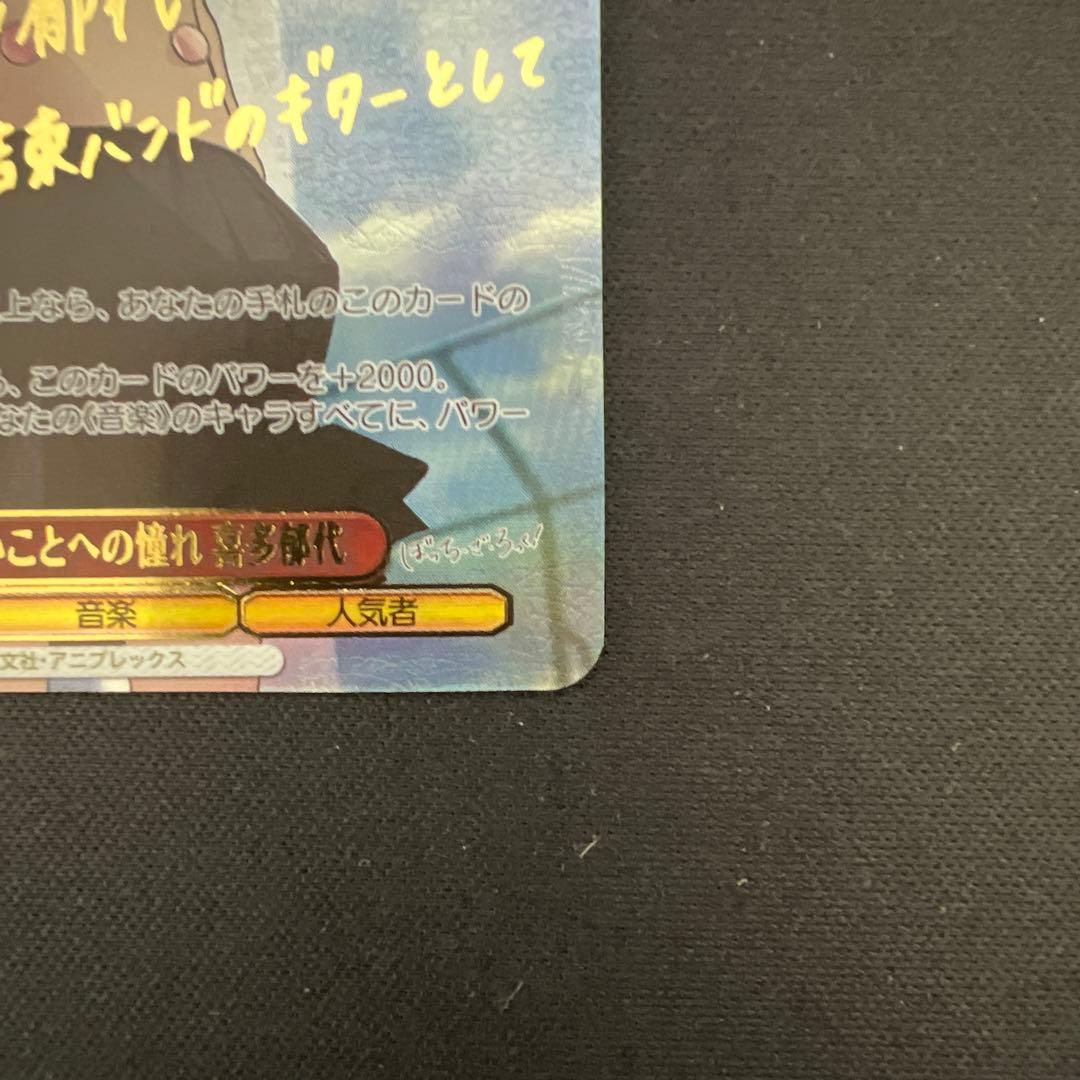 郁代
結束バンドのギターとして
上なら、あなたの手札のこのカードの
、このカードのパワーを+2000。
なたの《音楽》のキャラすべてに、パワー
いことへの憧れ 喜多郁代
ぼっち・ざ・ろっく!
音楽 人気者
文社・アニプレックス